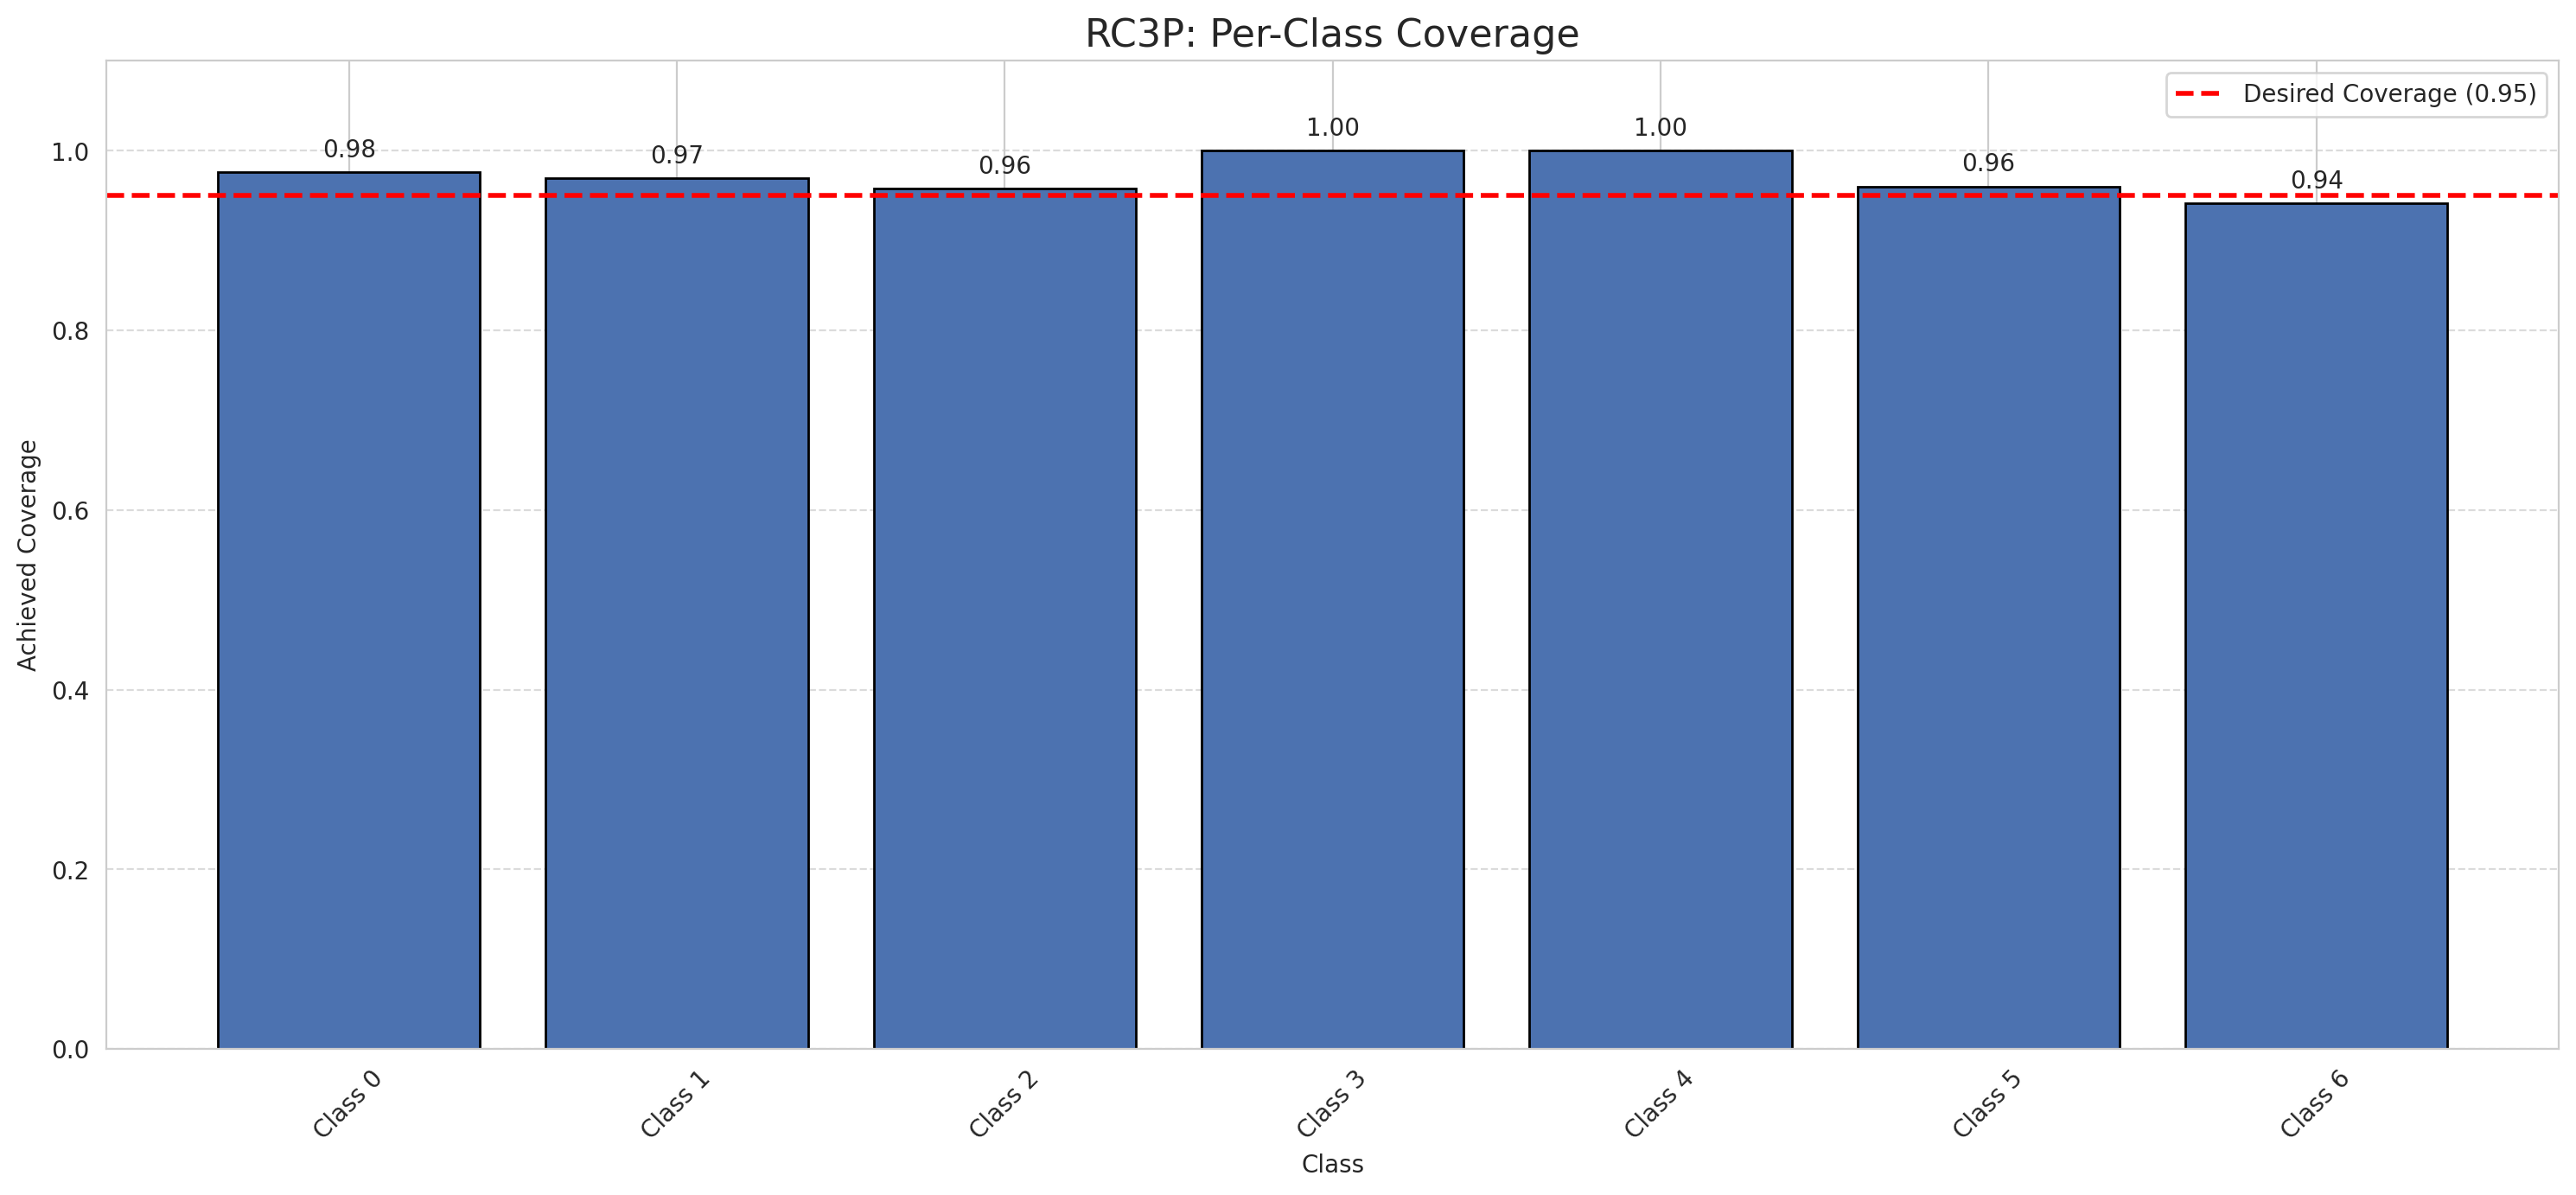 RC3P: Per-Class Coverage
Desired Coverage (0.95)
0.98
0.97
0.96
1.00
1.00
0.96
0.94
1.0
0.8
0.6
0.4
0.2
0.0
Achieved Coverage
Class 0
Class 1
Class 2
Class 3
Class 4
Class 5
Class 6
Class